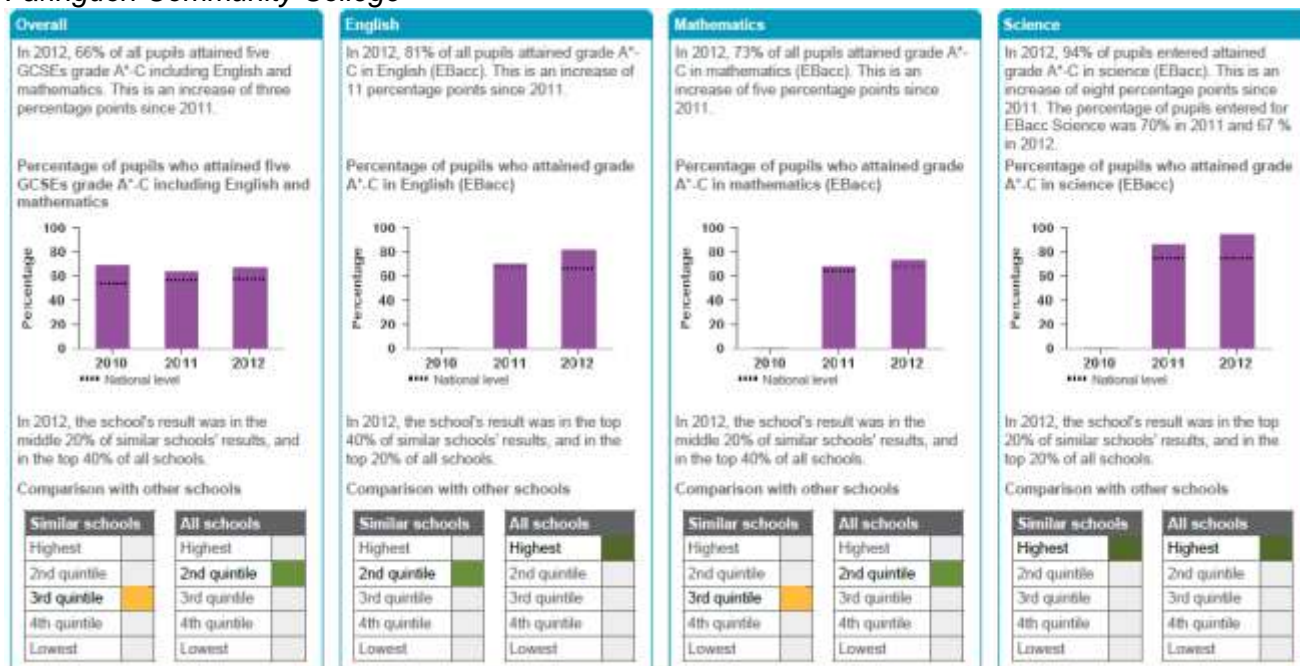 Faringdon Community College
Overall
In 2012, 66% of all pupils attained five
GCSEs grade A*-C including English and
mathematics. This is an increase of three
percentage points since 2011.
Percentage of pupils who attained five
GCSEs grade A*-C including English and
mathematics
Percentage
100
80
60
40
20
0
2010 2011 2012
National level
In 2012, the school's result was in the
middle 20% of similar schools' results, and
in the top 40% of all schools.
Comparison with other schools
Similar schools All schools
Highest Highest
2nd quintile 2nd quintile
3rd quintile 3rd quintile
4th quintile 4th quintile
Lowest Lowest
English
In 2012, 81% of all pupils attained grade A*-
C in English (EBacc). This is an increase of
11 percentage points since 2011.
Percentage of pupils who attained grade
A*-C in English (EBacc)
Percentage
100
80
60
40
20
0
2010 2011 2012
National level
In 2012, the school's result was in the top
40% of similar schools' results, and in the
top 20% of all schools.
Comparison with other schools
Similar schools All schools
Highest Highest
2nd quintile 2nd quintile
3rd quintile 3rd quintile
4th quintile 4th quintile
Lowest Lowest
Mathematics
In 2012, 73% of all pupils attained grade A*-
C in mathematics (EBacc). This is an
increase of five percentage points since
2011.
Percentage of pupils who attained grade
A*-C in mathematics (EBacc)
Percentage
100
80
60
40
20
0
2010 2011 2012
National level
In 2012, the school's result was in the
middle 20% of similar schools' results, and
in the top 40% of all schools.
Comparison with other schools
Similar schools All schools
Highest Highest
2nd quintile 2nd quintile
3rd quintile 3rd quintile
4th quintile 4th quintile
Lowest Lowest
Science
In 2012, 94% of pupils entered attained
grade A*-C in science (EBacc). This is an
increase of eight percentage points since
2011. The percentage of pupils entered for
EBacc Science was 70% in 2011 and 67 %
in 2012.
Percentage of pupils who attained grade
A*-C in science (EBacc)
Percentage
100
80
60
40
20
0
2010 2011 2012
National level
In 2012, the school's result was in the top
20% of similar schools' results, and in the
top 20% of all schools.
Comparison with other schools
Similar schools All schools
Highest Highest
2nd quintile 2nd quintile
3rd quintile 3rd quintile
4th quintile 4th quintile
Lowest Lowest